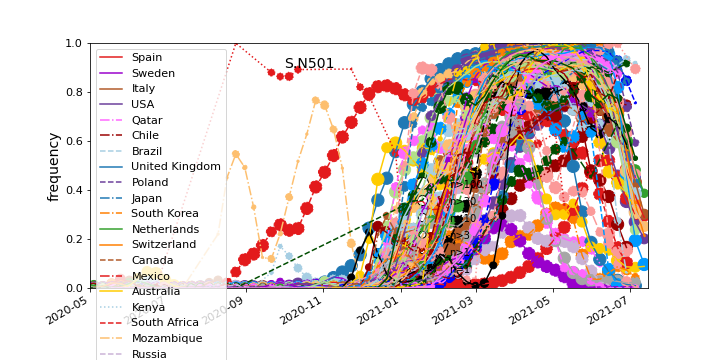 S.N501
frequency
1.0
0.8
0.6
0.4
0.2
0.0
Spain
Sweden
Italy
USA
Qatar
Chile
Brazil
United Kingdom
Poland
Japan
South Korea
Netherlands
Switzerland
Canada
Mexico
Australia
Kenya
South Africa
Mozambique
Russia
n>3
2020-05
2020-09
2020-11
2021-01
2021-03
2021-05
2021-07